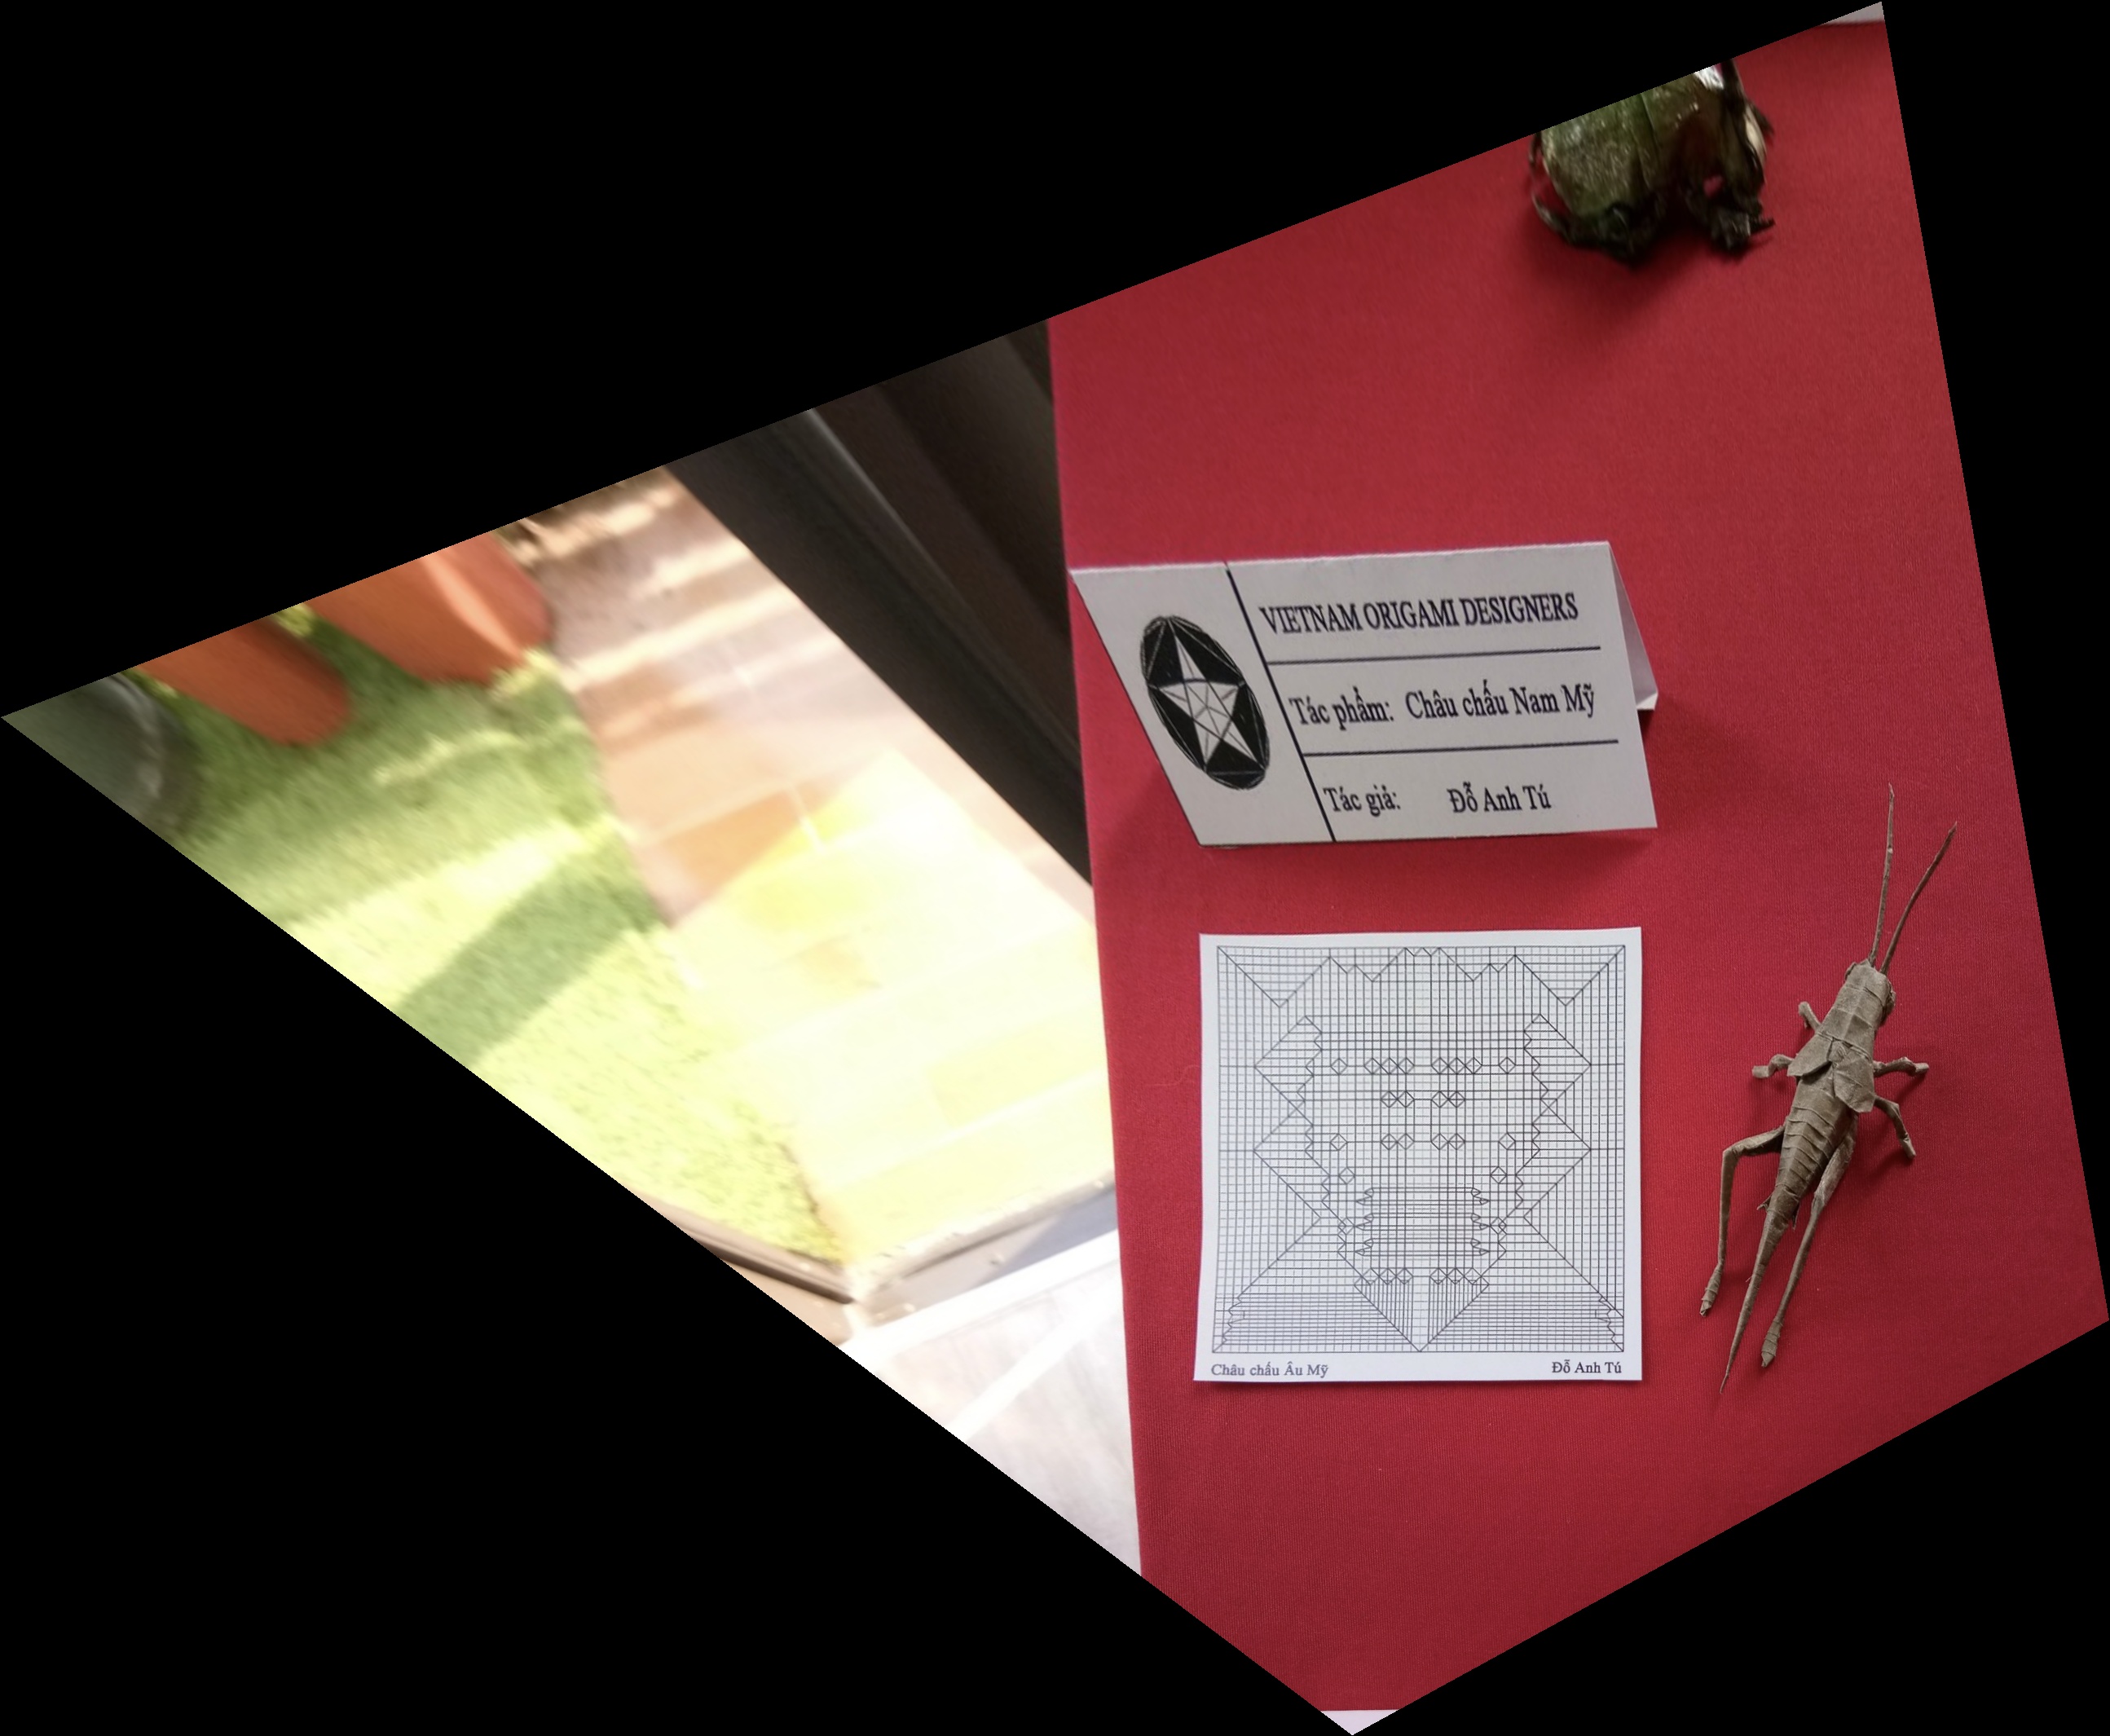 VIETNAM ORIGAMI DESIGNERS
Tác phẩm: Châu chấu Nam Mỹ
Tác giả: Đỗ Anh Tú
Châu chấu Âu Mỹ Đỗ Anh Tú